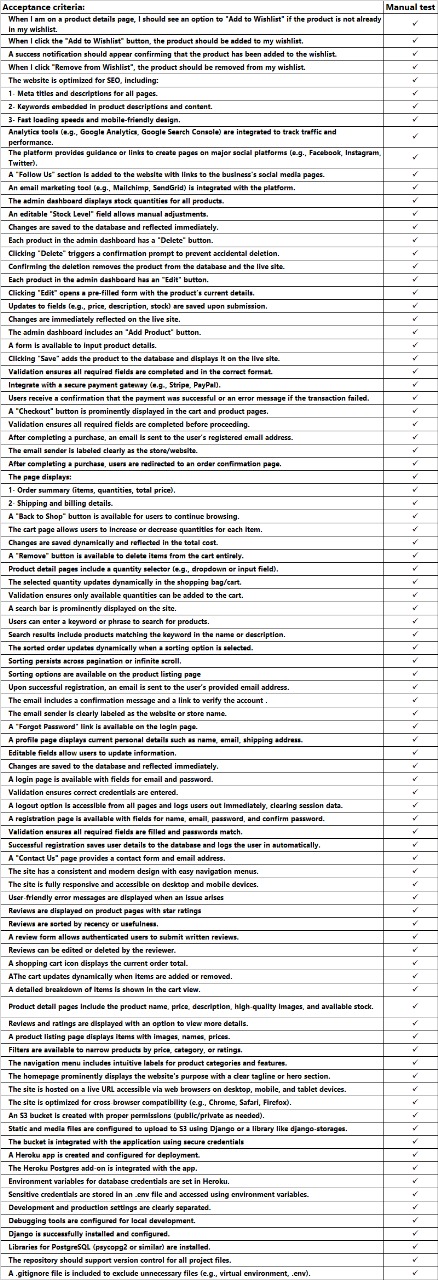 Acceptance criteria: Manual test
When I am on a product details page, I should see an option to "Add to Wishlist" if the product is not already
in my wishlist. ✓
When I click the "Add to Wishlist" button, the product should be added to my wishlist. ✓
A success notification should appear confirming that the product has been added to the wishlist. ✓
When I click "Remove from Wishlist", the product should be removed from my wishlist. ✓
The website is optimized for SEO, including: ✓
1- Meta titles and descriptions for all pages. ✓
2- Keywords embedded in product descriptions and content. ✓
3- Fast loading speeds and mobile-friendly design. ✓
Analytics tools (e.g., Google Analytics, Google Search Console) are integrated to track traffic and
performance. ✓
The platform provides guidance or links to create pages on major social platforms (e.g., Facebook, Instagram,
Twitter). ✓
A "Follow Us" section is added to the website with links to the business's social media pages. ✓
An email marketing tool (e.g., Mailchimp, SendGrid) is integrated with the platform. ✓
The admin dashboard displays stock quantities for all products. ✓
An editable "Stock Level" field allows manual adjustments. ✓
Changes are saved to the database and reflected immediately. ✓
Each product in the admin dashboard has a "Delete" button. ✓
Clicking "Delete" triggers a confirmation prompt to prevent accidental deletion. ✓
Confirming the deletion removes the product from the database and the live site. ✓
Each product in the admin dashboard has an "Edit" button. ✓
Clicking "Edit" opens a pre-filled form with the product's current details. ✓
Updates to fields (e.g., price, description, stock) are saved upon submission. ✓
Changes are immediately reflected on the live site. ✓
The admin dashboard includes an "Add Product" button. ✓
A form is available to input product details. ✓
Clicking "Save" adds the product to the database and displays it on the live site. ✓
Validation ensures all required fields are completed and in the correct format. ✓
Integrate with a secure payment gateway (e.g., Stripe, PayPal). ✓
Users receive a confirmation that the payment was successful or an error message if the transaction failed. ✓
A "Checkout" button is prominently displayed in the cart and product pages. ✓
Validation ensures all required fields are completed before proceeding. ✓
After completing a purchase, an email is sent to the user's registered email address. ✓
The email sender is labeled clearly as the store/website. ✓
After completing a purchase, users are redirected to an order confirmation page. ✓
The page displays: ✓
1- Order summary (items, quantities, total price). ✓
2- Shipping and billing details. ✓
A "Back to Shop" button is available for users to continue browsing. ✓
The cart page allows users to increase or decrease quantities for each item. ✓
Changes are saved dynamically and reflected in the total cost. ✓
A "Remove" button is available to delete items from the cart entirely. ✓
Product detail pages include a quantity selector (e.g., dropdown or input field). ✓
The selected quantity updates dynamically in the shopping bag/cart. ✓
Validation ensures only available quantities can be added to the cart. ✓
A search bar is prominently displayed on the site. ✓
Users can enter a keyword or phrase to search for products. ✓
Search results include products matching the keyword in the name or description. ✓
The sorted order updates dynamically when a sorting option is selected. ✓
Sorting persists across pagination or infinite scroll. ✓
Sorting options are available on the product listing page ✓
Upon successful registration, an email is sent to the user's provided email address. ✓
The email includes a confirmation message and a link to verify the account . ✓
The email sender is clearly labeled as the website or store name. ✓
A "Forgot Password" link is available on the login page. ✓
A profile page displays current personal details such as name, email, shipping address. ✓
Editable fields allow users to update information. ✓
Changes are saved to the database and reflected immediately. ✓
A login page is available with fields for email and password. ✓
Validation ensures correct credentials are entered. ✓
A logout option is accessible from all pages and logs users out immediately, clearing session data. ✓
A registration page is available with fields for name, email, password, and confirm password. ✓
Validation ensures all required fields are filled and passwords match. ✓
Successful registration saves user details to the database and logs the user in automatically. ✓
A "Contact Us" page provides a contact form and email address. ✓
The site has a consistent and modern design with easy navigation menus. ✓
The site is fully responsive and accessible on desktop and mobile devices. ✓
User-friendly error messages are displayed when an issue arises ✓
Reviews are displayed on product pages with star ratings ✓
Reviews are sorted by recency or usefulness. ✓
A review form allows authenticated users to submit written reviews. ✓
Reviews can be edited or deleted by the reviewer. ✓
A shopping cart icon displays the current order total. ✓
AThe cart updates dynamically when items are added or removed. ✓
A detailed breakdown of items is shown in the cart view. ✓
Product detail pages include the product name, price, description, high-quality images, and available stock. ✓
Reviews and ratings are displayed with an option to view more details. ✓
A product listing page displays items with images, names, prices. ✓
Filters are available to narrow products by price, category, or ratings. ✓
The navigation menu includes intuitive labels for product categories and features. ✓
The homepage prominently displays the website's purpose with a clear tagline or hero section. ✓
The site is hosted on a live URL accessible via web browsers on desktop, mobile, and tablet devices. ✓
The site is optimized for cross-browser compatibility (e.g., Chrome, Safari, Firefox). ✓
An S3 bucket is created with proper permissions (public/private as needed). ✓
Static and media files are configured to upload to S3 using Django or a library like django-storages. ✓
The bucket is integrated with the application using secure credentials ✓
A Heroku app is created and configured for deployment. ✓
The Heroku Postgres add-on is integrated with the app. ✓
Environment variables for database credentials are set in Heroku. ✓
Sensitive credentials are stored in an .env file and accessed using environment variables. ✓
Development and production settings are clearly separated. ✓
Debugging tools are configured for local development. ✓
Django is successfully installed and configured. ✓
Libraries for PostgreSQL (psycopg2 or similar) are installed. ✓
The repository should support version control for all project files. ✓
A .gitignore file is included to exclude unnecessary files (e.g., virtual environment, .env). ✓